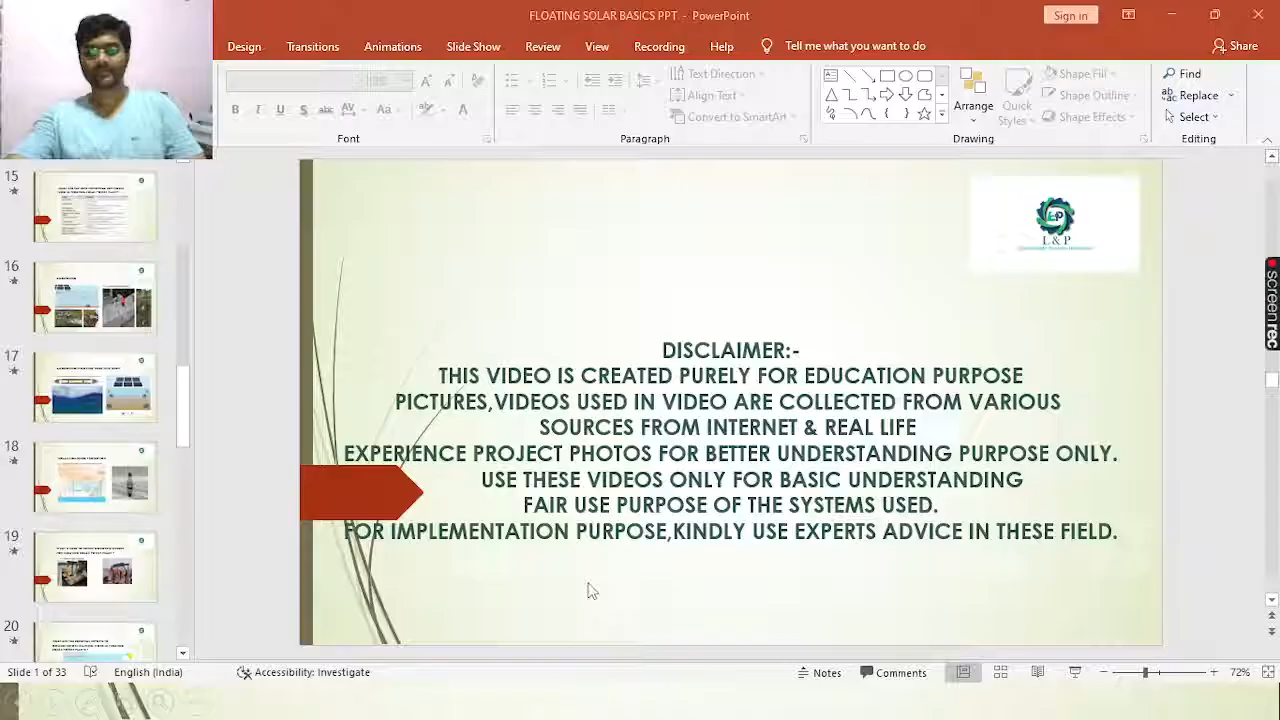 FLOATING SOLAR BASICS PPT. - PowerPoint
Sign in
Design Transitions Animations Slide Show Review View Recording Help Tell me what you want to do Share
Text Direction
Align Text
Convert to SmartArt
Arrange
Quick Styles
Shape Fill
Shape Outline
Shape Effects
Find
Replace
Select
B I U S abc AV Aa A
Font Paragraph Drawing Editing
15
16
17
18
19
20
L & P
DISCLAIMER:-
THIS VIDEO IS CREATED PURELY FOR EDUCATION PURPOSE
PICTURES,VIDEOS USED IN VIDEO ARE COLLECTED FROM VARIOUS
SOURCES FROM INTERNET & REAL LIFE
EXPERIENCE PROJECT PHOTOS FOR BETTER UNDERSTANDING PURPOSE ONLY.
USE THESE VIDEOS ONLY FOR BASIC UNDERSTANDING
FAIR USE PURPOSE OF THE SYSTEMS USED.
FOR IMPLEMENTATION PURPOSE,KINDLY USE EXPERTS ADVICE IN THESE FIELD.
screenrec
Slide 1 of 33 English (India) Accessibility: Investigate Notes Comments 72%